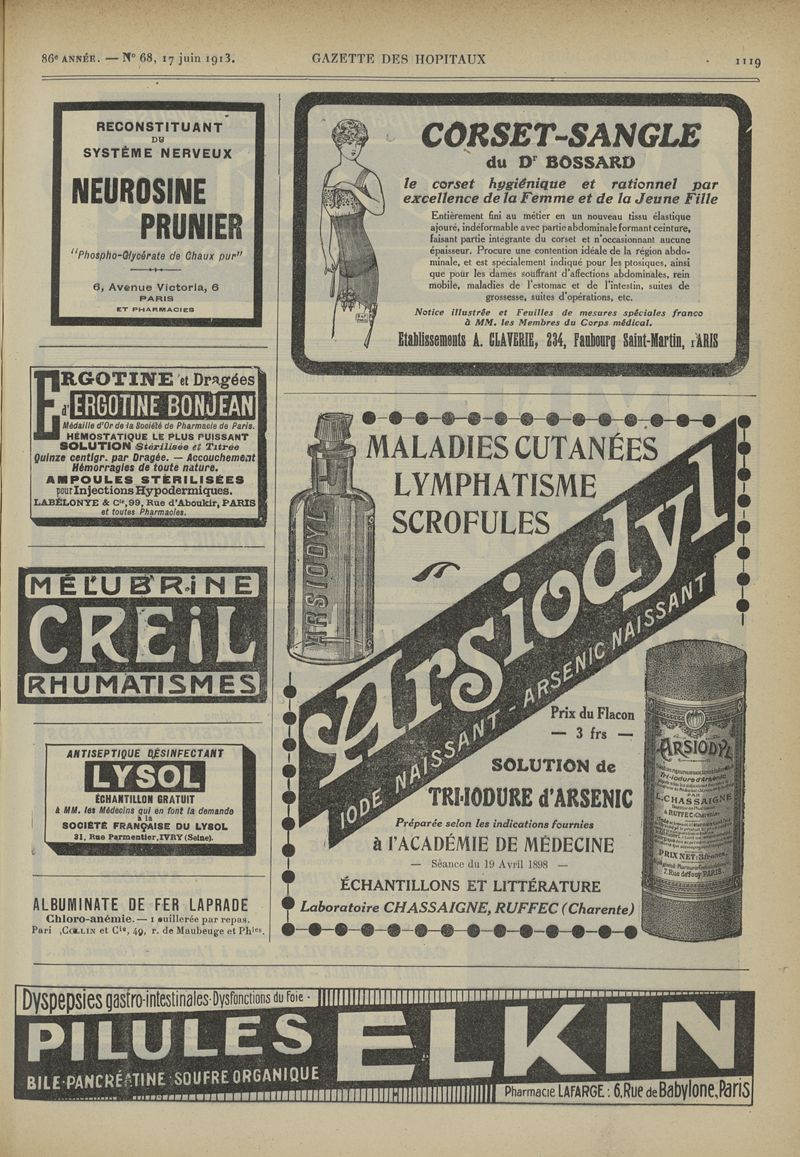 86e ANNÉE. — N° 68, 17 juin 1913.
GAZETTE DES HOPITAUX
1119
RECONSTITUANT
DU
SYSTÈME NERVEUX
NEUROSINE
PRUNIER
"Phospho-Glycérate de Chaux pur"
6, Avenue Victoria, 6
PARIS
ET PHARMACIES
CORSET-SANGLE
du Dr BOSSARD
le corset hygiénique et rationnel par
excellence de la Femme et de la Jeune Fille
Entièrement fini au métier en un nouveau tissu élastique
ajouré, indéformable avec partie abdominale formant ceinture,
faisant partie intégrante du corset et n'occasionnant aucune
épaisseur. Procure une contention idéale de la région abdo-
minale, et est spécialement indiqué pour les ptosiques, ainsi
que pour les dames souffrant d'affections abdominales, rein
mobile, maladies de l'estomac et de l'intestin, suites de
grossesse, suites d'opérations, etc.
Notice illustrée et Feuilles de mesures spéciales franco
à MM. les Membres du Corps médical.
Etablissements A. CLAVERIE, 234, Faubourg Saint-Martin, PARIS
ERGOTINE et Dragées
d'ERGOTINE BONJEAN
Médaille d'Or de la Société de Pharmacie de Paris.
HÉMOSTATIQUE LE PLUS PUISSANT
SOLUTION Stérilisée et Titrée
Quinze centigr. par Dragée. — Accouchement
Hémorragies de toute nature.
AMPOULES STÉRILISÉES
pour Injections Hypodermiques.
LABÉLONYE & Cie, 99, Rue d'Aboukir, PARIS
et toutes Pharmacies.
MÉLUBRINE
CREIL
RHUMATISMES
ANTISEPTIQUE DÉSINFECTANT
LYSOL
ÉCHANTILLON GRATUIT
à MM. les Médecins qui en font la demande
à la
SOCIÉTÉ FRANÇAISE DU LYSOL
31, Rue Parmentier, IVRY (Seine).
ALBUMINATE DE FER LAPRADE
Chloro-anémie. — 1 cuillerée par repas.
Pari , COLLIN et Cie, 49, r. de Maubeuge et Phies.
MALADIES CUTANÉES
LYMPHATISME
SCROFULES
ARSIODYL
Arsiodyl
IODE NAISSANT - ARSENIC NAISSANT
Prix du Flacon
— 3 frs —
SOLUTION de
TRI-IODURE d'ARSENIC
Préparée selon les indications fournies
à l'ACADÉMIE DE MÉDECINE
— Séance du 19 Avril 1898 —
ÉCHANTILLONS ET LITTÉRATURE
Laboratoire CHASSAIGNE, RUFFEC (Charente)
ARSIODYL
Tri-iodure d'Arsenic
PAR
L. CHASSAIGNE
A RUFFEC
PRIX NET: 3 francs
PARIS
Dyspepsies gastro-intestinales - Dysfonctions du Foie -
PILULES ELKIN
BILE-PANCRÉATINE SOUFRE ORGANIQUE
Pharmacie LAFARGE : 6, Rue de Babylone, Paris